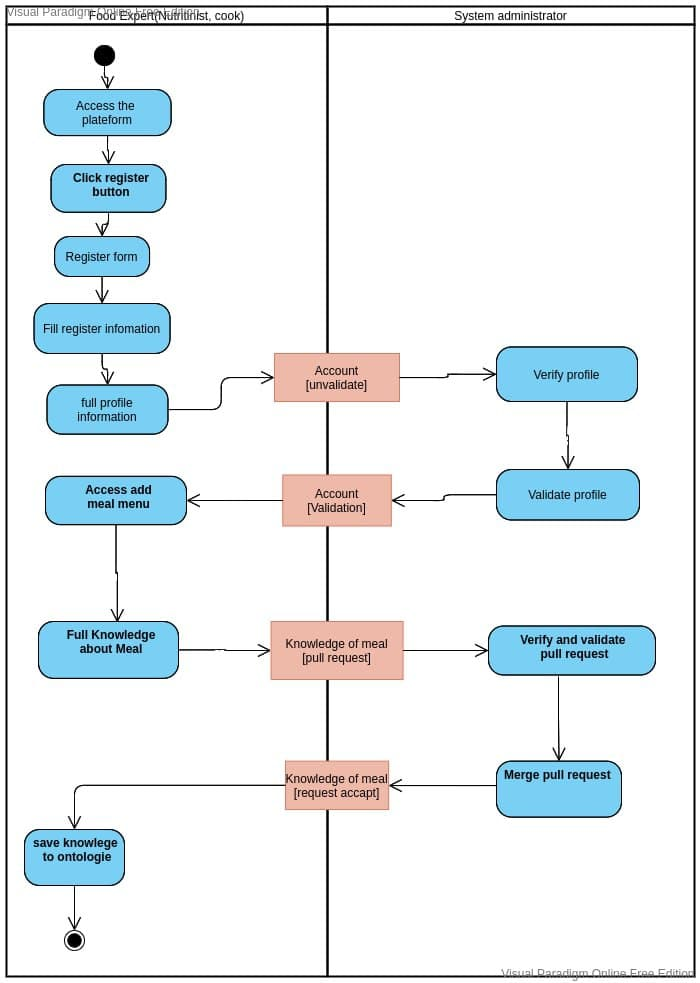 Visual Paradigm Online Free Edition
Food Expert(Nutritinist, cook)
System administrator
Access the
plateform
Click register
button
Register form
Fill register infomation
full profile
information
Account
[unvalidate]
Verify profile
Access add
meal menu
Account
[Validation]
Validate profile
Full Knowledge
about Meal
Knowledge of meal
[pull request]
Verify and validate
pull request
Knowledge of meal
[request accapt]
Merge pull request
save knowlege
to ontologie
Visual Paradigm Online Free Edition